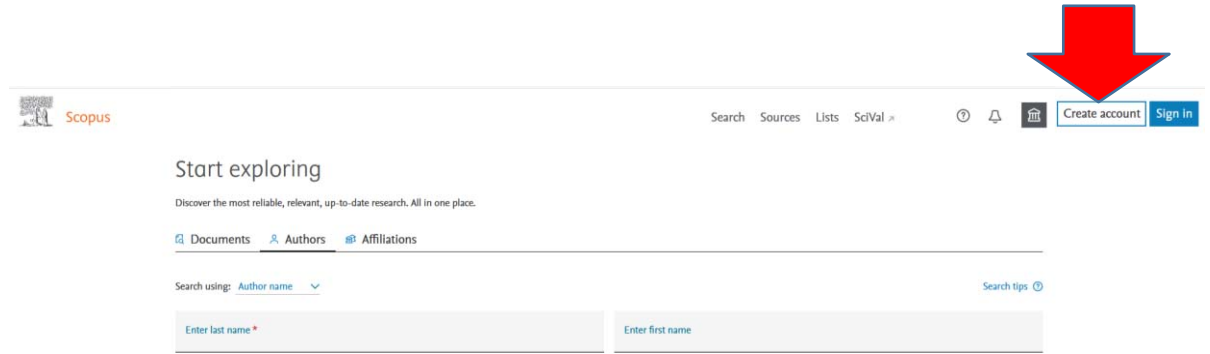 Scopus
Search Sources Lists SciVal Create account Sign in
Start exploring
Discover the most reliable, relevant, up-to-date research. All in one place.
Documents Authors Affiliations
Search using: Author name Search tips
Enter last name * Enter first name